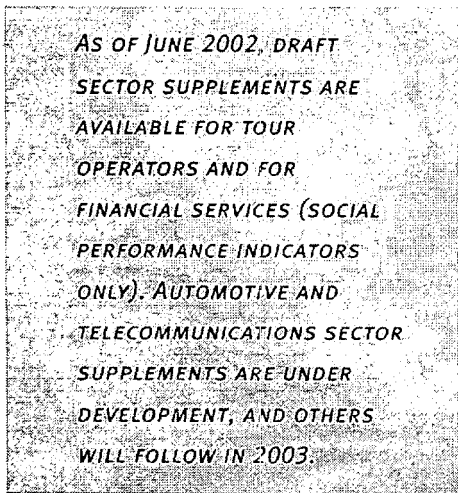 AS OF JUNE 2002, DRAFT
SECTOR SUPPLEMENTS ARE
AVAILABLE FOR TOUR
OPERATORS AND FOR
FINANCIAL SERVICES (SOCIAL
PERFORMANCE INDICATORS
ONLY). AUTOMOTIVE AND
TELECOMMUNICATIONS SECTOR
SUPPLEMENTS ARE UNDER
DEVELOPMENT, AND OTHERS
WILL FOLLOW IN 2003.